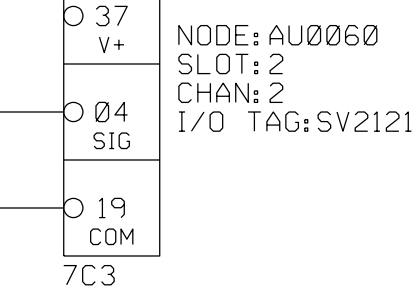 37
V+
NODE:AU0060
SLOT:2
CHAN:2
I/O TAG:SV2121
04
SIG
19
COM
7C3